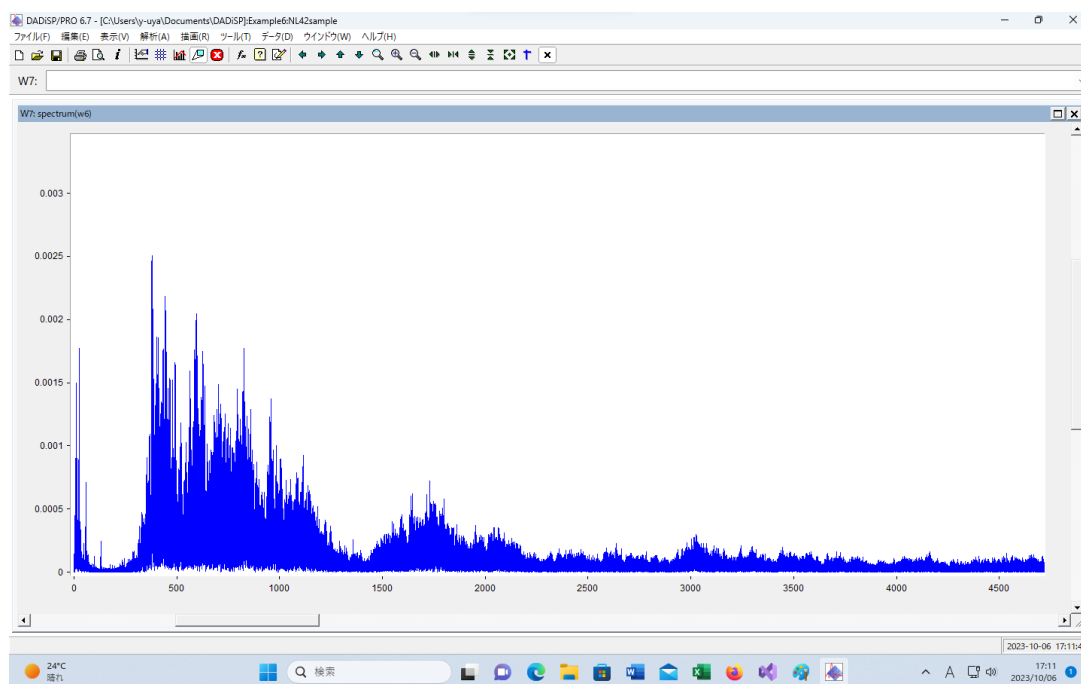 DADiSP/PRO 6.7 - [C:\Users\y-uya\Documents\DADiSP]:Example6:NL42sample
ファイル(F) 編集(E) 表示(V) 解析(A) 描画(R) ツール(T) データ(D) ウインドウ(W) ヘルプ(H)
W7:
W7: spectrum(w6)
0.003
0.0025
0.002
0.0015
0.001
0.0005
0
0 500 1000 1500 2000 2500 3000 3500 4000 4500
2023-10-06 17:11:4
24°C
晴れ
検索
A
17:11
2023/10/06
1